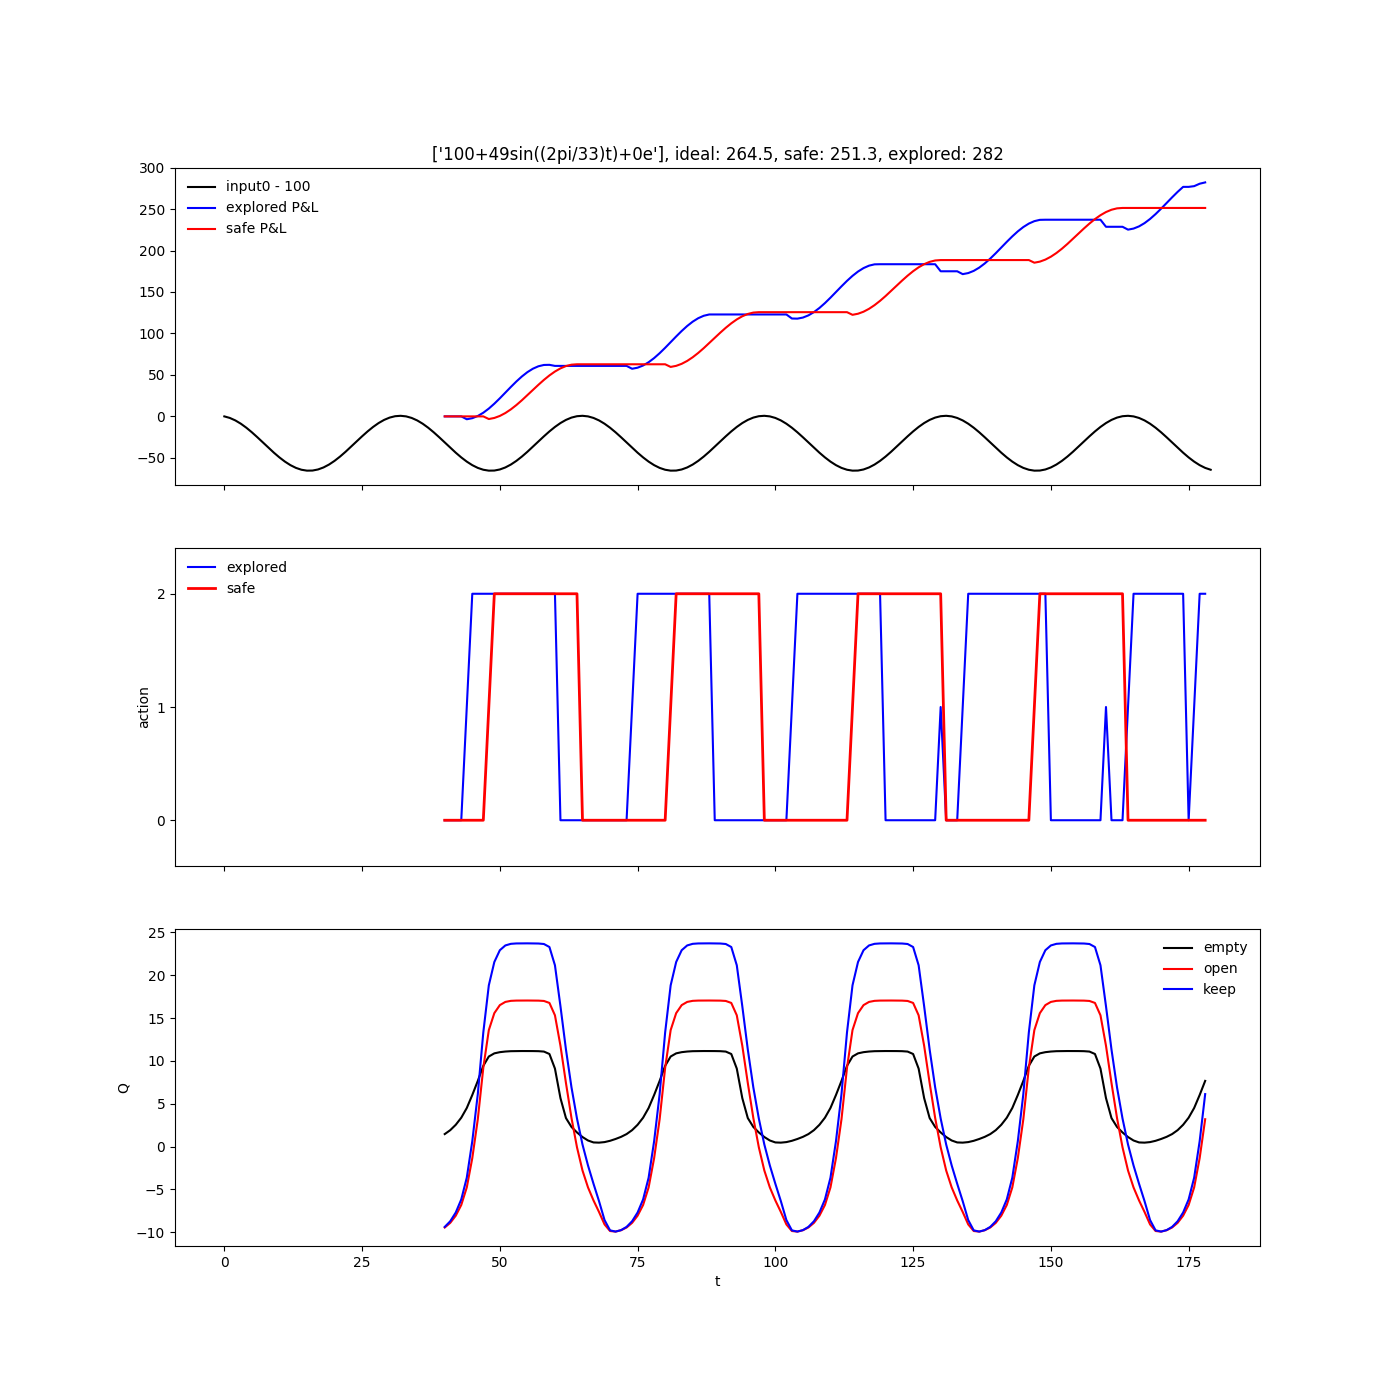 ['100+49sin((2pi/33)t)+0e'], ideal: 264.5, safe: 251.3, explored: 282
300
250
200
150
100
50
0
−50
input0 - 100
explored P&L
safe P&L
action
2
1
0
explored
safe
Q
25
20
15
10
5
0
−5
−10
empty
open
keep
0 25 50 75 100 125 150 175
t